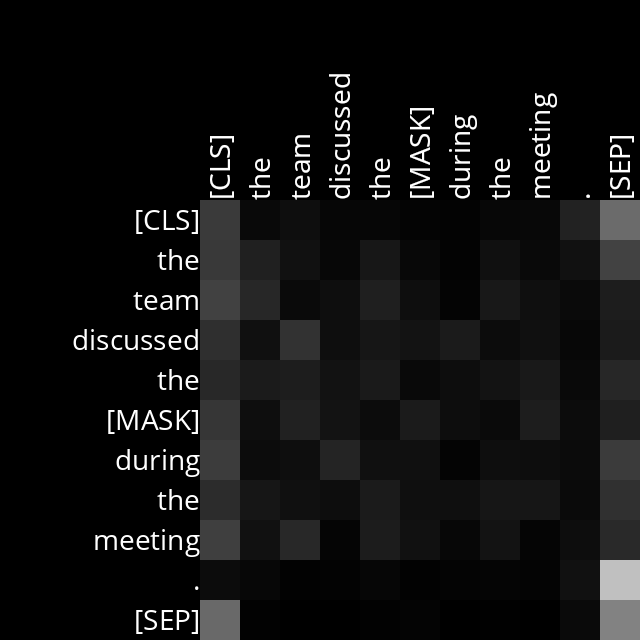 [CLS] the team discussed the [MASK] during the meeting . [SEP]
[CLS]
the
team
discussed
the
[MASK]
during
the
meeting
.
[SEP]